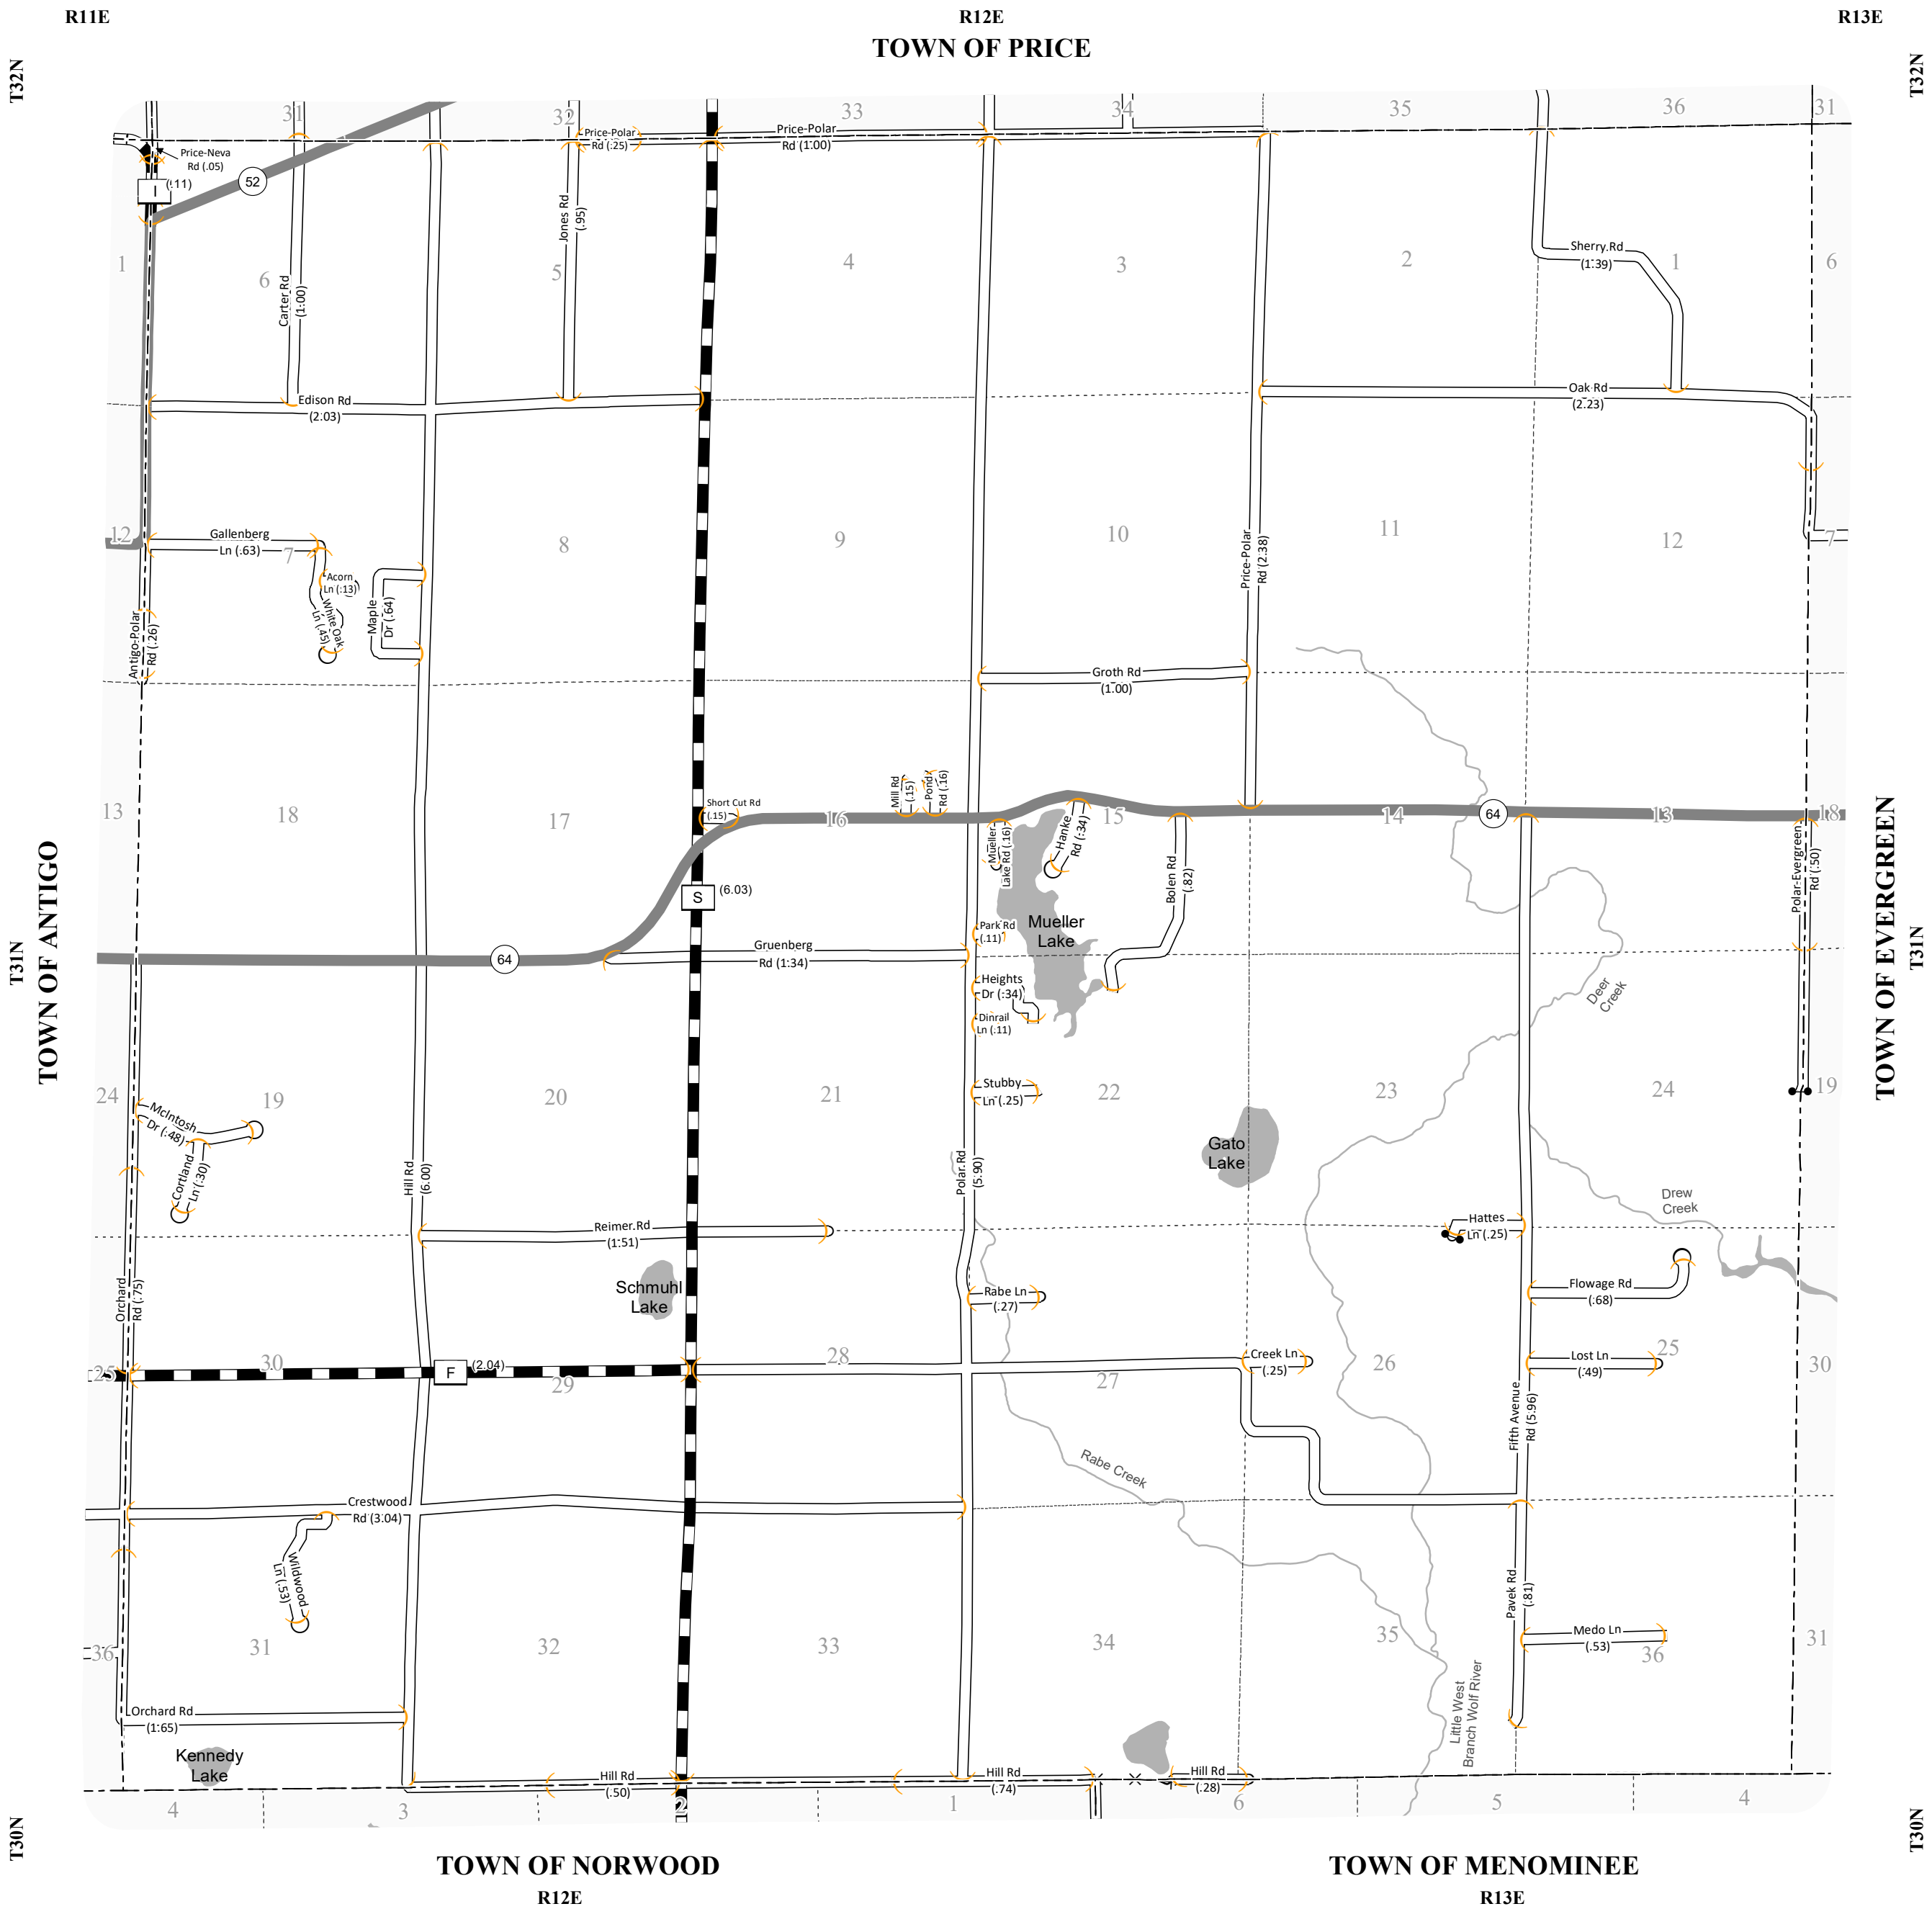 R11E
R12E
R13E
TOWN OF PRICE
T32N
T32N
31
32
33
34
35
36
31
Price-Polar
Rd (.25)
Price-Polar
Rd (1.00)
Price-Neva
Rd (.05)
I
(.11)
52
Jones Rd
(.95)
Carter Rd
(1.00)
1
6
5
4
3
2
1
6
Sherry Rd
(1.39)
Edison Rd
(2.03)
Oak Rd
(2.23)
12
Gallenberg
Ln (.63)
7
8
9
10
11
12
7
Acorn
Ln (.13)
White Oak
Ln (.45)
Maple
Dr (.64)
Antigo-Polar
Rd (.26)
Price-Polar
Rd (2.38)
Groth Rd
(1.00)
13
18
17
16
15
14
13
18
Short Cut Rd
(.15)
Mill Rd
(.15)
Pond
Rd (.16)
64
Mueller
Lake Rd (.16)
Hanke
Rd (.34)
Bolen Rd
(.82)
Polar-Evergreen
Rd (.50)
S
(6.03)
Mueller
Lake
Park Rd
(.11)
TOWN OF ANTIGO
T31N
T31N
TOWN OF EVERGREEN
64
Gruenberg
Rd (1.34)
Heights
Dr (.34)
Dinrail
Ln (.11)
Deer
Creek
24
19
20
21
22
23
24
19
Stubby
Ln (.25)
McIntosh
Dr (.48)
Cortland
Ln (.30)
Hill Rd
(6.00)
Polar Rd
(5.90)
Gato
Lake
Drew
Creek
Reimer Rd
(1.51)
Hattes
Ln (.25)
Orchard
Rd (.75)
Schmuhl
Lake
Rabe Ln
(.27)
Flowage Rd
(.68)
25
30
F
(2.04)
29
28
27
Creek Ln
(.25)
26
Lost Ln
(.49)
25
30
Fifth Avenue
Rd (5.96)
Rabe Creek
Crestwood
Rd (3.04)
Wildwood
Ln (.53)
Pavek Rd
(.81)
36
31
32
33
34
35
Medo Ln
(.53)
36
31
Little West
Branch Wolf River
Orchard Rd
(1.65)
Kennedy
Lake
Hill Rd
(.50)
Hill Rd
(.74)
Hill Rd
(.28)
4
3
2
1
6
5
4
T30N
T30N
TOWN OF NORWOOD
TOWN OF MENOMINEE
R12E
R13E